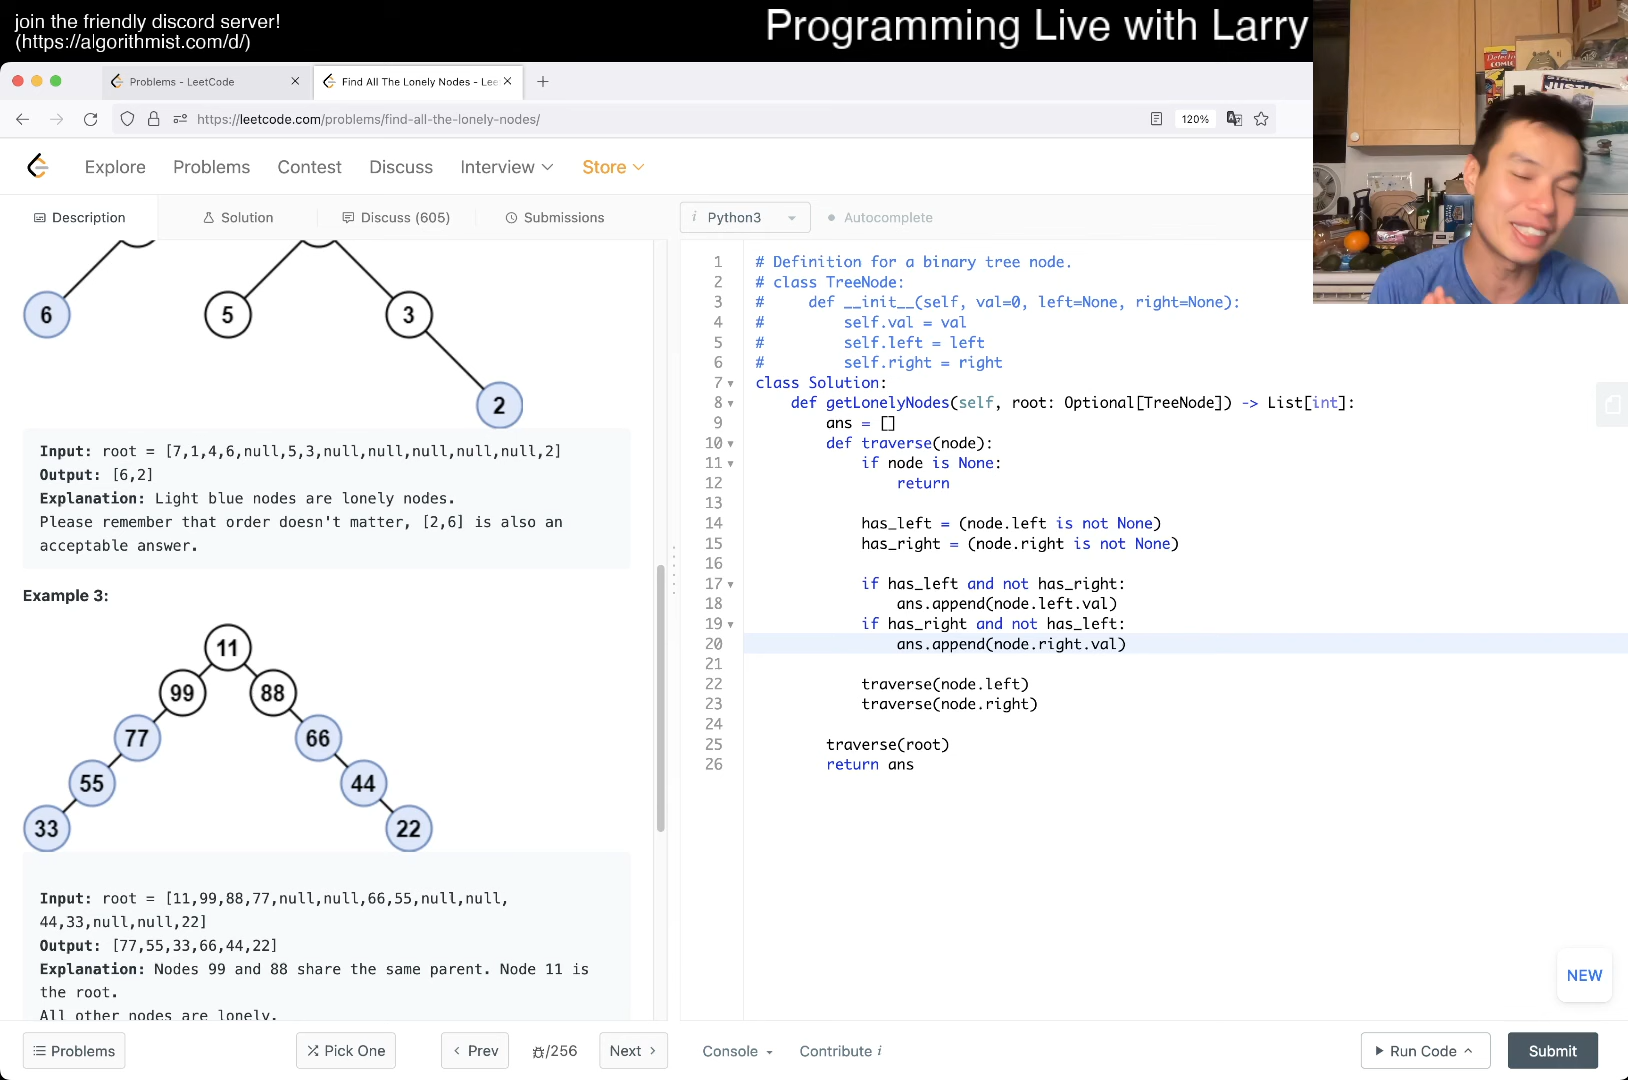 join the friendly discord server!
(https://algorithmist.com/d/)
Programming Live with Larry
Problems - LeetCode
Find All The Lonely Nodes - Lee
https://leetcode.com/problems/find-all-the-lonely-nodes/
120%
Explore
Problems
Contest
Discuss
Interview
Store
Description
Solution
Discuss (605)
Submissions
i Python3
Autocomplete
6
5
3
2
Input: root = [7,1,4,6,null,5,3,null,null,null,null,null,2]
Output: [6,2]
Explanation: Light blue nodes are lonely nodes.
Please remember that order doesn't matter, [2,6] is also an
acceptable answer.
Example 3:
11
99
88
77
66
55
44
33
22
Input: root = [11,99,88,77,null,null,66,55,null,null,
44,33,null,null,22]
Output: [77,55,33,66,44,22]
Explanation: Nodes 99 and 88 share the same parent. Node 11 is
the root.
All other nodes are lonely.
1 # Definition for a binary tree node.
2 # class TreeNode:
3 #     def __init__(self, val=0, left=None, right=None):
4 #         self.val = val
5 #         self.left = left
6 #         self.right = right
7 class Solution:
8     def getLonelyNodes(self, root: Optional[TreeNode]) -> List[int]:
9         ans = []
10         def traverse(node):
11             if node is None:
12                 return
13
14             has_left = (node.left is not None)
15             has_right = (node.right is not None)
16
17             if has_left and not has_right:
18                 ans.append(node.left.val)
19             if has_right and not has_left:
20                 ans.append(node.right.val)
21
22             traverse(node.left)
23             traverse(node.right)
24
25         traverse(root)
26         return ans
NEW
Problems
Pick One
Prev
/256
Next
Console
Contribute i
Run Code
Submit